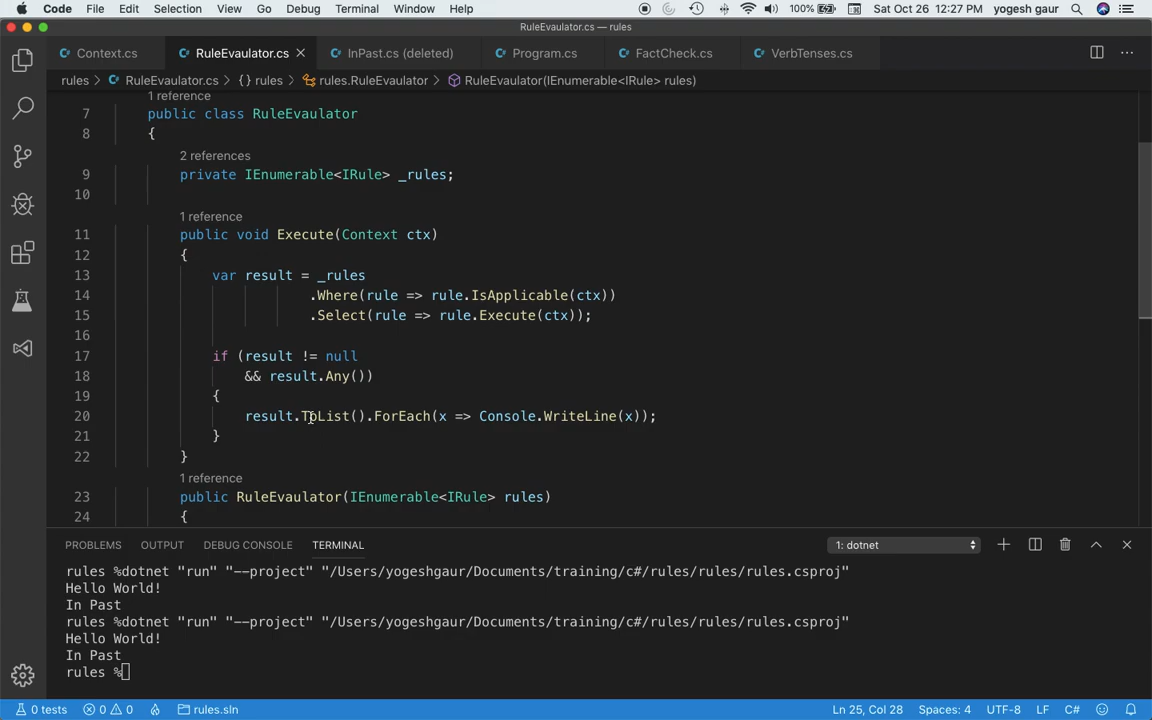 Code File Edit Selection View Go Debug Terminal Window Help 100% Sat Oct 26 12:27 PM yogesh gaur
RuleEvaulator.cs — rules
Context.cs RuleEvaulator.cs InPast.cs (deleted) Program.cs FactCheck.cs VerbTenses.cs
rules > RuleEvaulator.cs > {} rules > rules.RuleEvaulator > RuleEvaulator(IEnumerable<IRule> rules)
1 reference
7 public class RuleEvaulator
8 {
2 references
9 private IEnumerable<IRule> _rules;
10
1 reference
11 public void Execute(Context ctx)
12 {
13 var result = _rules
14 .Where(rule => rule.IsApplicable(ctx))
15 .Select(rule => rule.Execute(ctx));
16
17 if (result != null
18 && result.Any())
19 {
20 result.ToList().ForEach(x => Console.WriteLine(x));
21 }
22 }
1 reference
23 public RuleEvaulator(IEnumerable<IRule> rules)
24 {
PROBLEMS OUTPUT DEBUG CONSOLE TERMINAL 1: dotnet
rules %dotnet "run" "--project" "/Users/yogeshgaur/Documents/training/c#/rules/rules/rules.csproj"
Hello World!
In Past
rules %dotnet "run" "--project" "/Users/yogeshgaur/Documents/training/c#/rules/rules/rules.csproj"
Hello World!
In Past
rules %
0 tests 0 0 rules.sln Ln 25, Col 28 Spaces: 4 UTF-8 LF C#